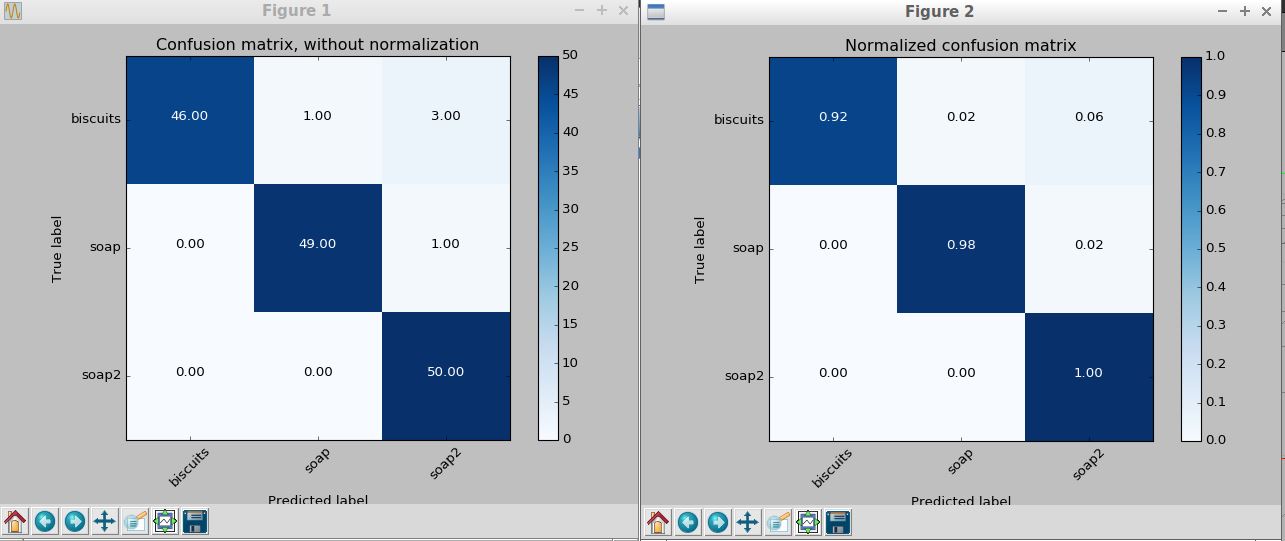 Figure 1
Confusion matrix, without normalization
50
45
40
35
30
25
20
15
10
5
0
True label
biscuits
46.00 1.00 3.00
soap
0.00 49.00 1.00
soap2
0.00 0.00 50.00
biscuits soap soap2
Predicted label
Figure 2
Normalized confusion matrix
1.0
0.9
0.8
0.7
0.6
0.5
0.4
0.3
0.2
0.1
0.0
True label
biscuits
0.92 0.02 0.06
soap
0.00 0.98 0.02
soap2
0.00 0.00 1.00
biscuits soap soap2
Predicted label